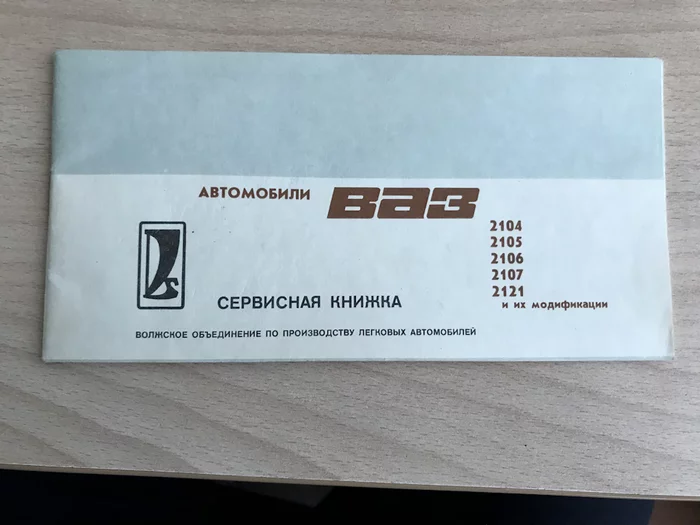 АВТОМОБИЛИ ВАЗ
2104
2105
2106
2107
2121
и их модификации
СЕРВИСНАЯ КНИЖКА
ВОЛЖСКОЕ ОБЪЕДИНЕНИЕ ПО ПРОИЗВОДСТВУ ЛЕГКОВЫХ АВТОМОБИЛЕЙ